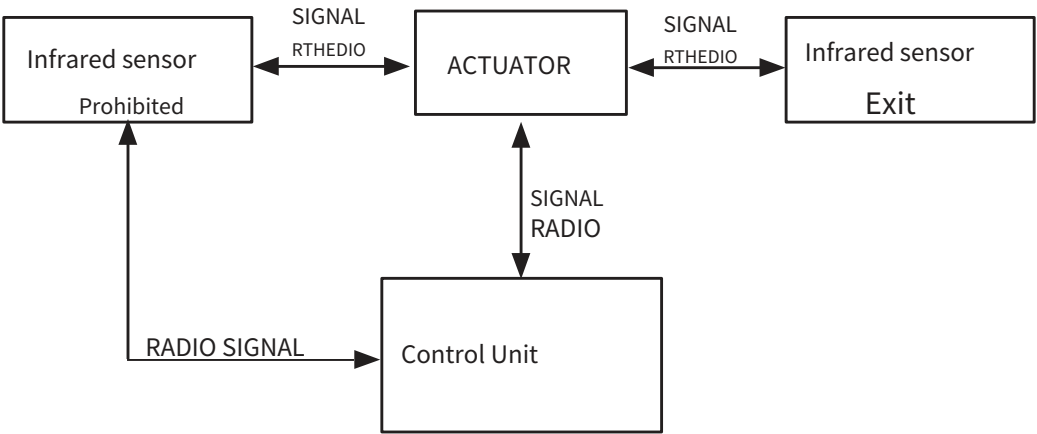 Infrared sensor
Prohibited
SIGNAL
RTHEDIO
ACTUATOR
SIGNAL
RTHEDIO
Infrared sensor
Exit
SIGNAL
RADIO
RADIO SIGNAL
Control Unit